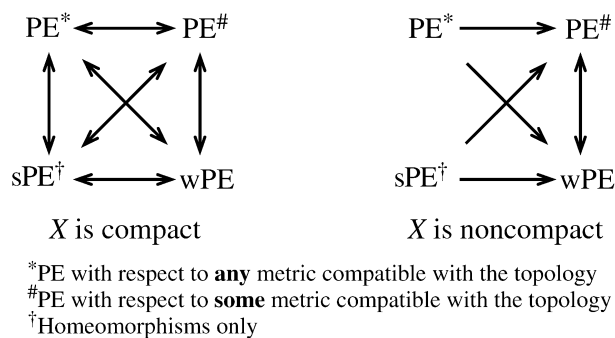 PE* PE# PE* PE#
sPE† wPE sPE† wPE
X is compact X is noncompact
*PE with respect to any metric compatible with the topology
#PE with respect to some metric compatible with the topology
†Homeomorphisms only